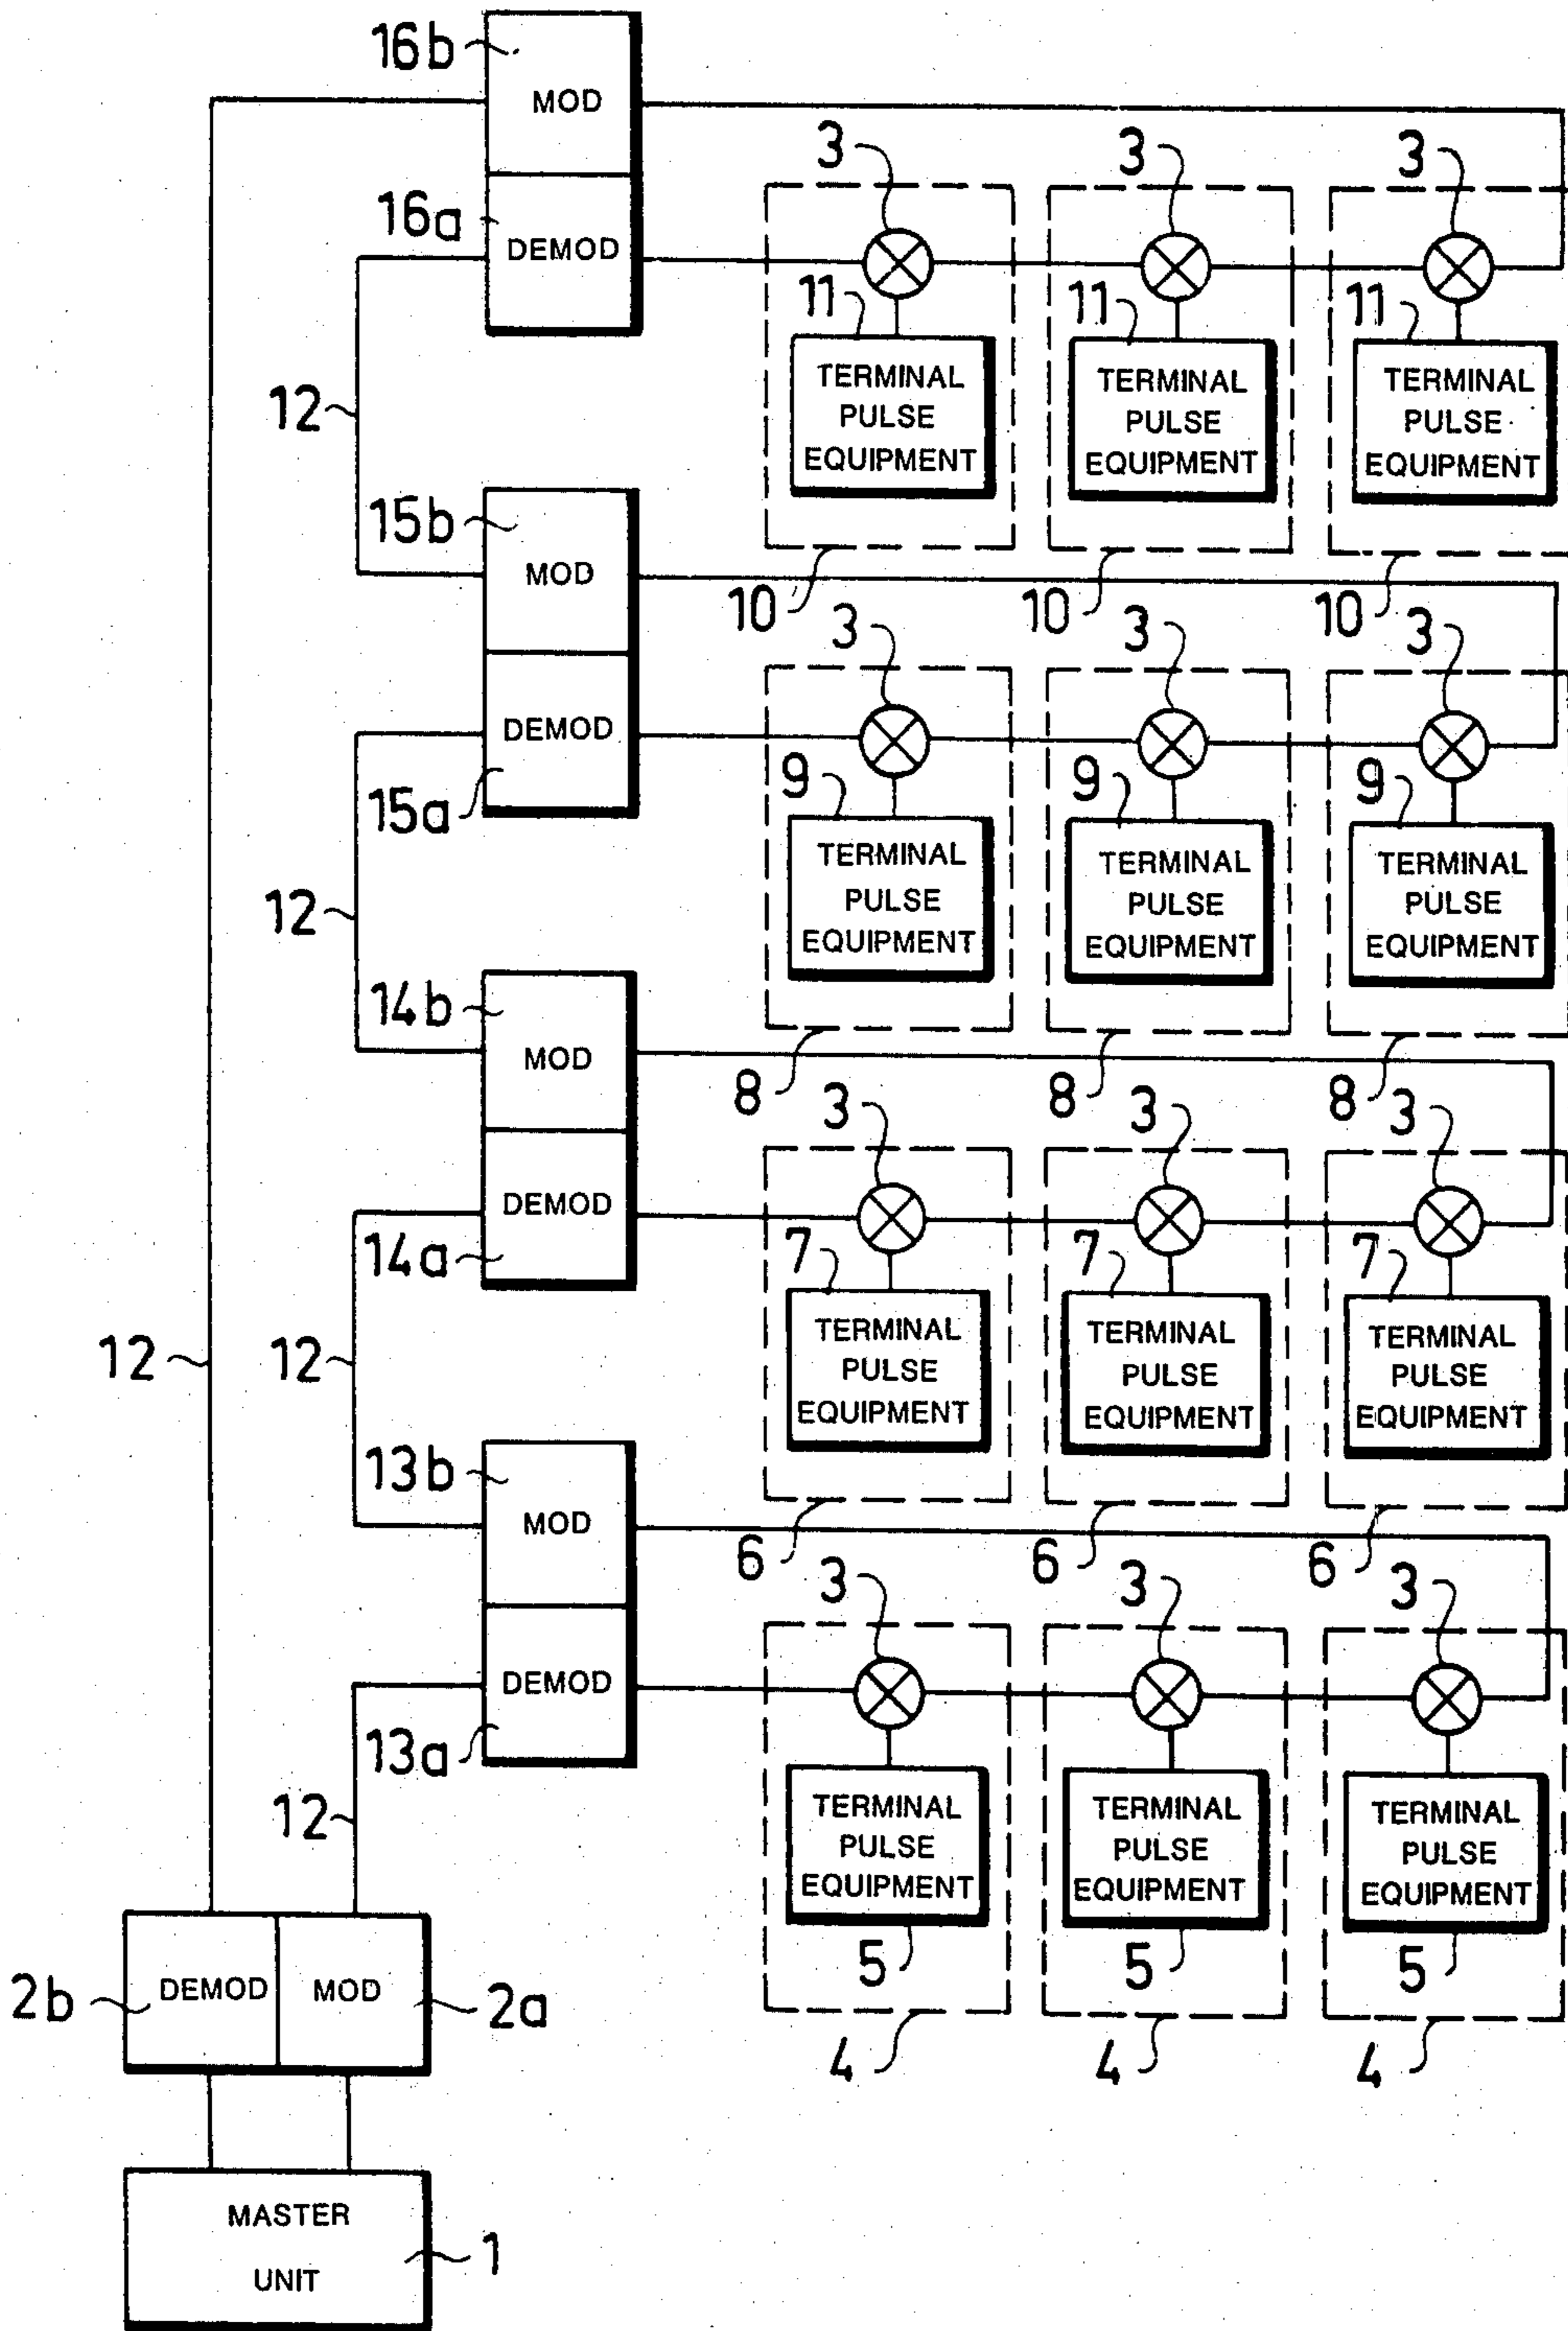 16b
MOD
3 3 3
16a
DEMOD
11 11 11
TERMINAL PULSE EQUIPMENT
TERMINAL PULSE EQUIPMENT
TERMINAL PULSE EQUIPMENT
12
15b
MOD
10 10 10
3 3 3
DEMOD
15a
9 9 9
TERMINAL PULSE EQUIPMENT
TERMINAL PULSE EQUIPMENT
TERMINAL PULSE EQUIPMENT
12
14b
MOD
8 8 8
3 3 3
DEMOD
14a
7 7 7
TERMINAL PULSE EQUIPMENT
TERMINAL PULSE EQUIPMENT
TERMINAL PULSE EQUIPMENT
12 12
13b
MOD
6 6 6
3 3 3
DEMOD
13a
TERMINAL PULSE EQUIPMENT
TERMINAL PULSE EQUIPMENT
TERMINAL PULSE EQUIPMENT
12
5 5 5
2b
DEMOD
MOD
2a
4 4 4
MASTER
UNIT
1